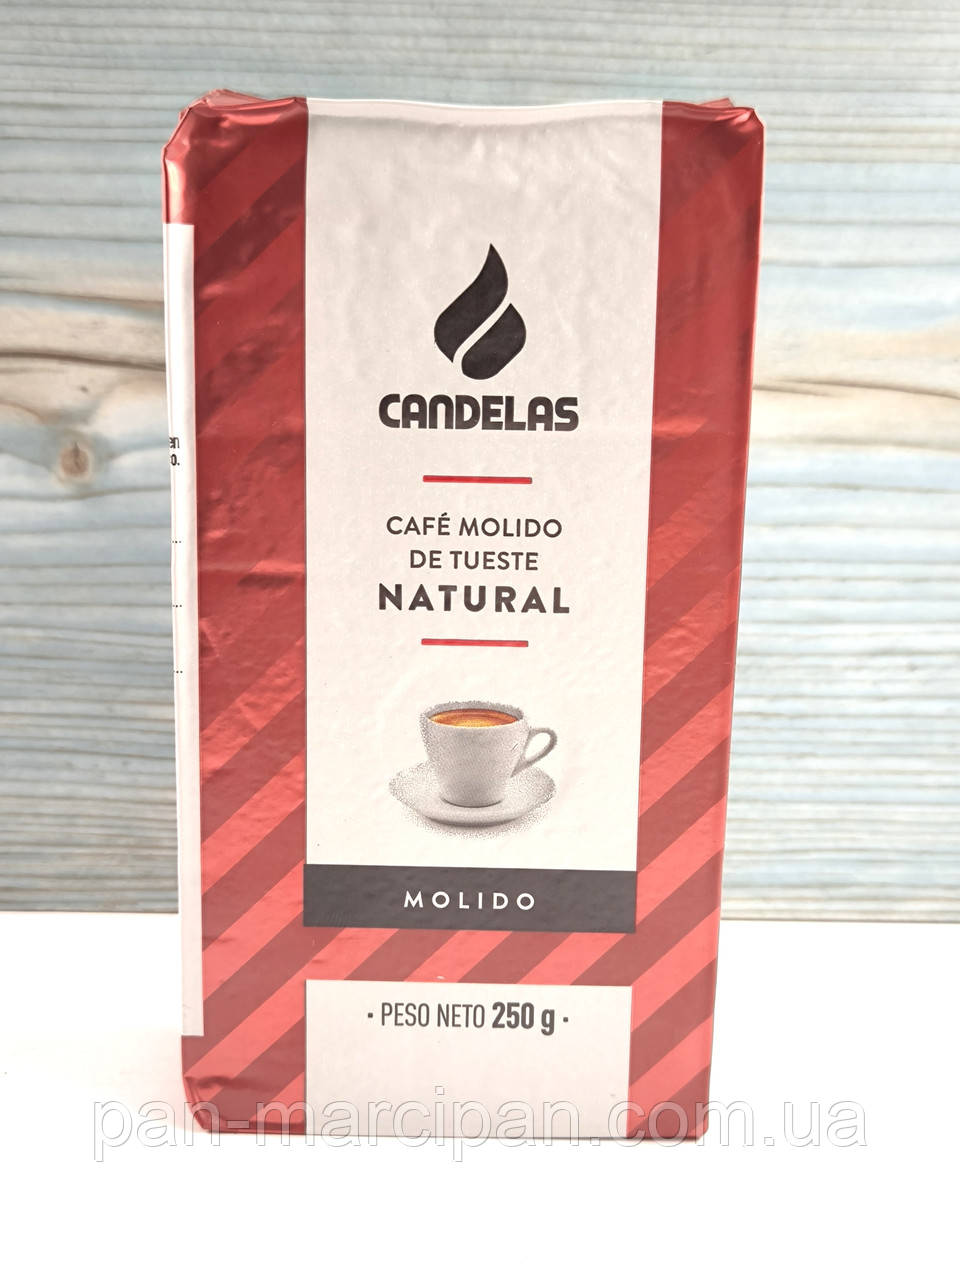 CANDELAS
CAFÉ MOLIDO
DE TUESTE
NATURAL
MOLIDO
· PESO NETO 250 g ·
pan-marcipan.com.ua